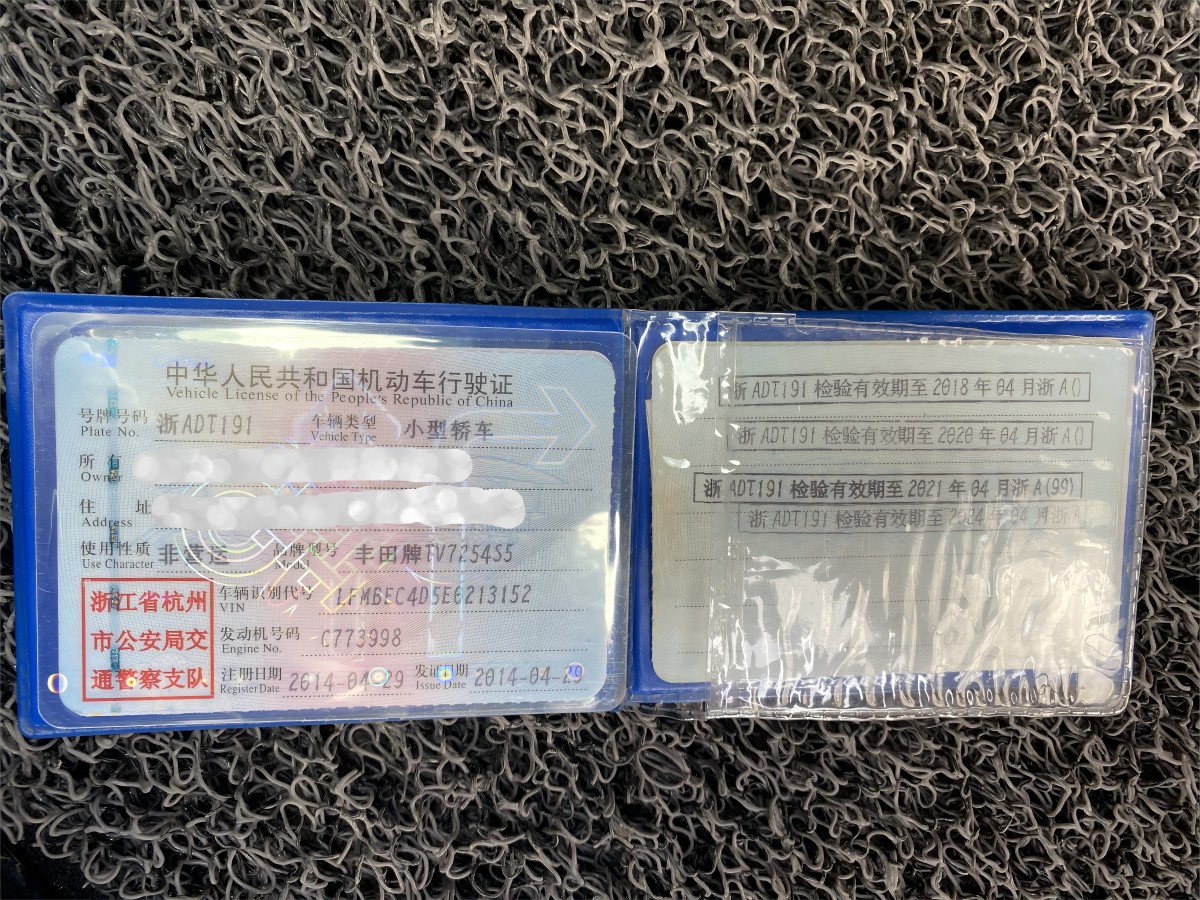 中华人民共和国机动车行驶证
Vehicle License of the People's Republic of China
号牌号码 浙ADT191 车辆类型 小型轿车
Plate No. Vehicle Type
所 有
Owner
住 址
Address
使用性质 非营运 品牌型号 丰田牌TV7254S5
Use Character Model
浙江省杭州
市公安局交
通警察支队
车辆识别代号 LFMBEC4D5E6213152
VIN
发动机号码 C773998
Engine No.
注册日期 2014-04-29 发证日期 2014-04-29
Register Date Issue Date
浙ADT191 检验有效期至2018年04月浙A()
浙ADT191 检验有效期至2020年04月浙A()
浙ADT191 检验有效期至2021年04月浙A(99)
浙ADT191 检验有效期至2024年04月浙A